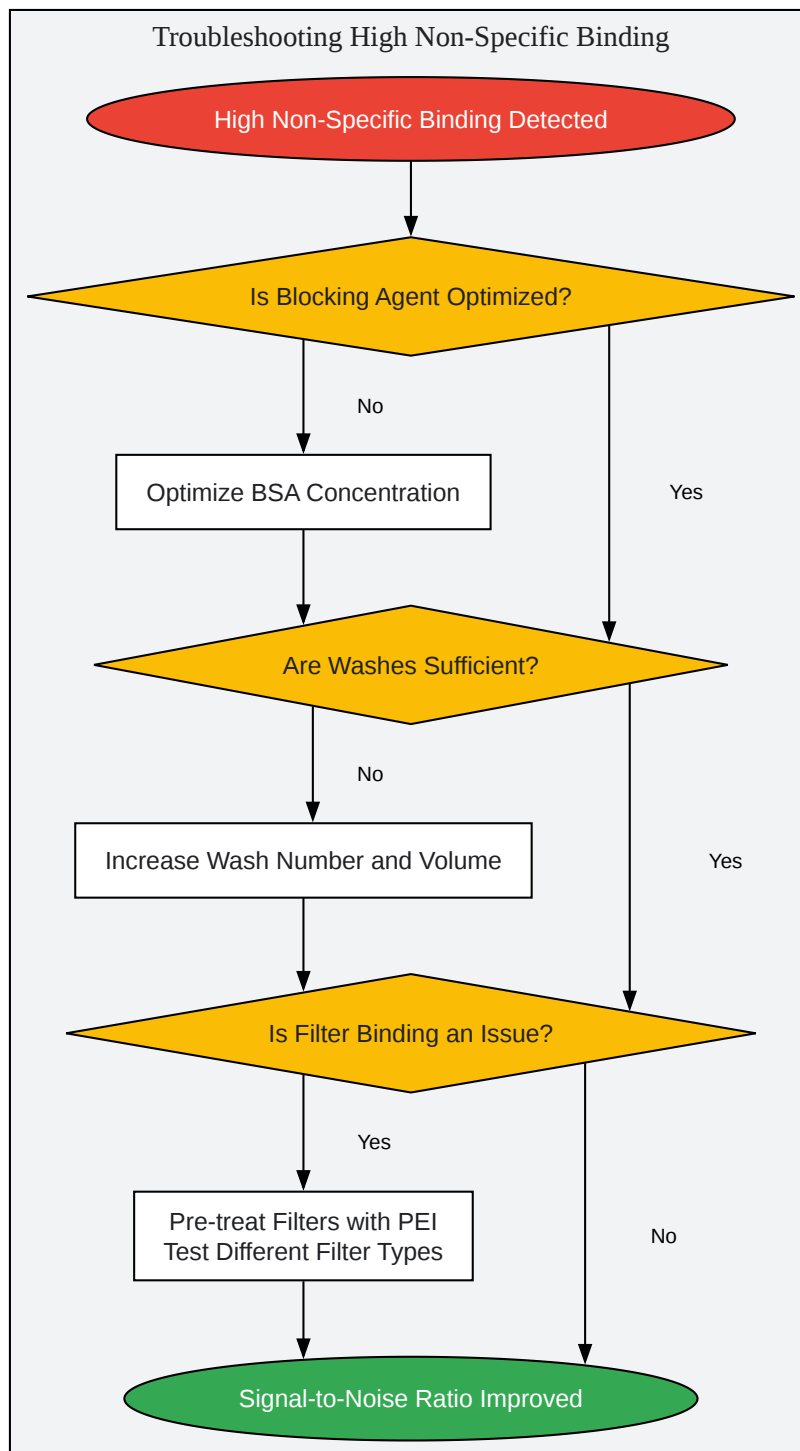 Troubleshooting High Non-Specific Binding
High Non-Specific Binding Detected
Is Blocking Agent Optimized?
No
Optimize BSA Concentration
Yes
Are Washes Sufficient?
No
Increase Wash Number and Volume
Yes
Is Filter Binding an Issue?
Yes
Pre-treat Filters with PEI
Test Different Filter Types
No
Signal-to-Noise Ratio Improved